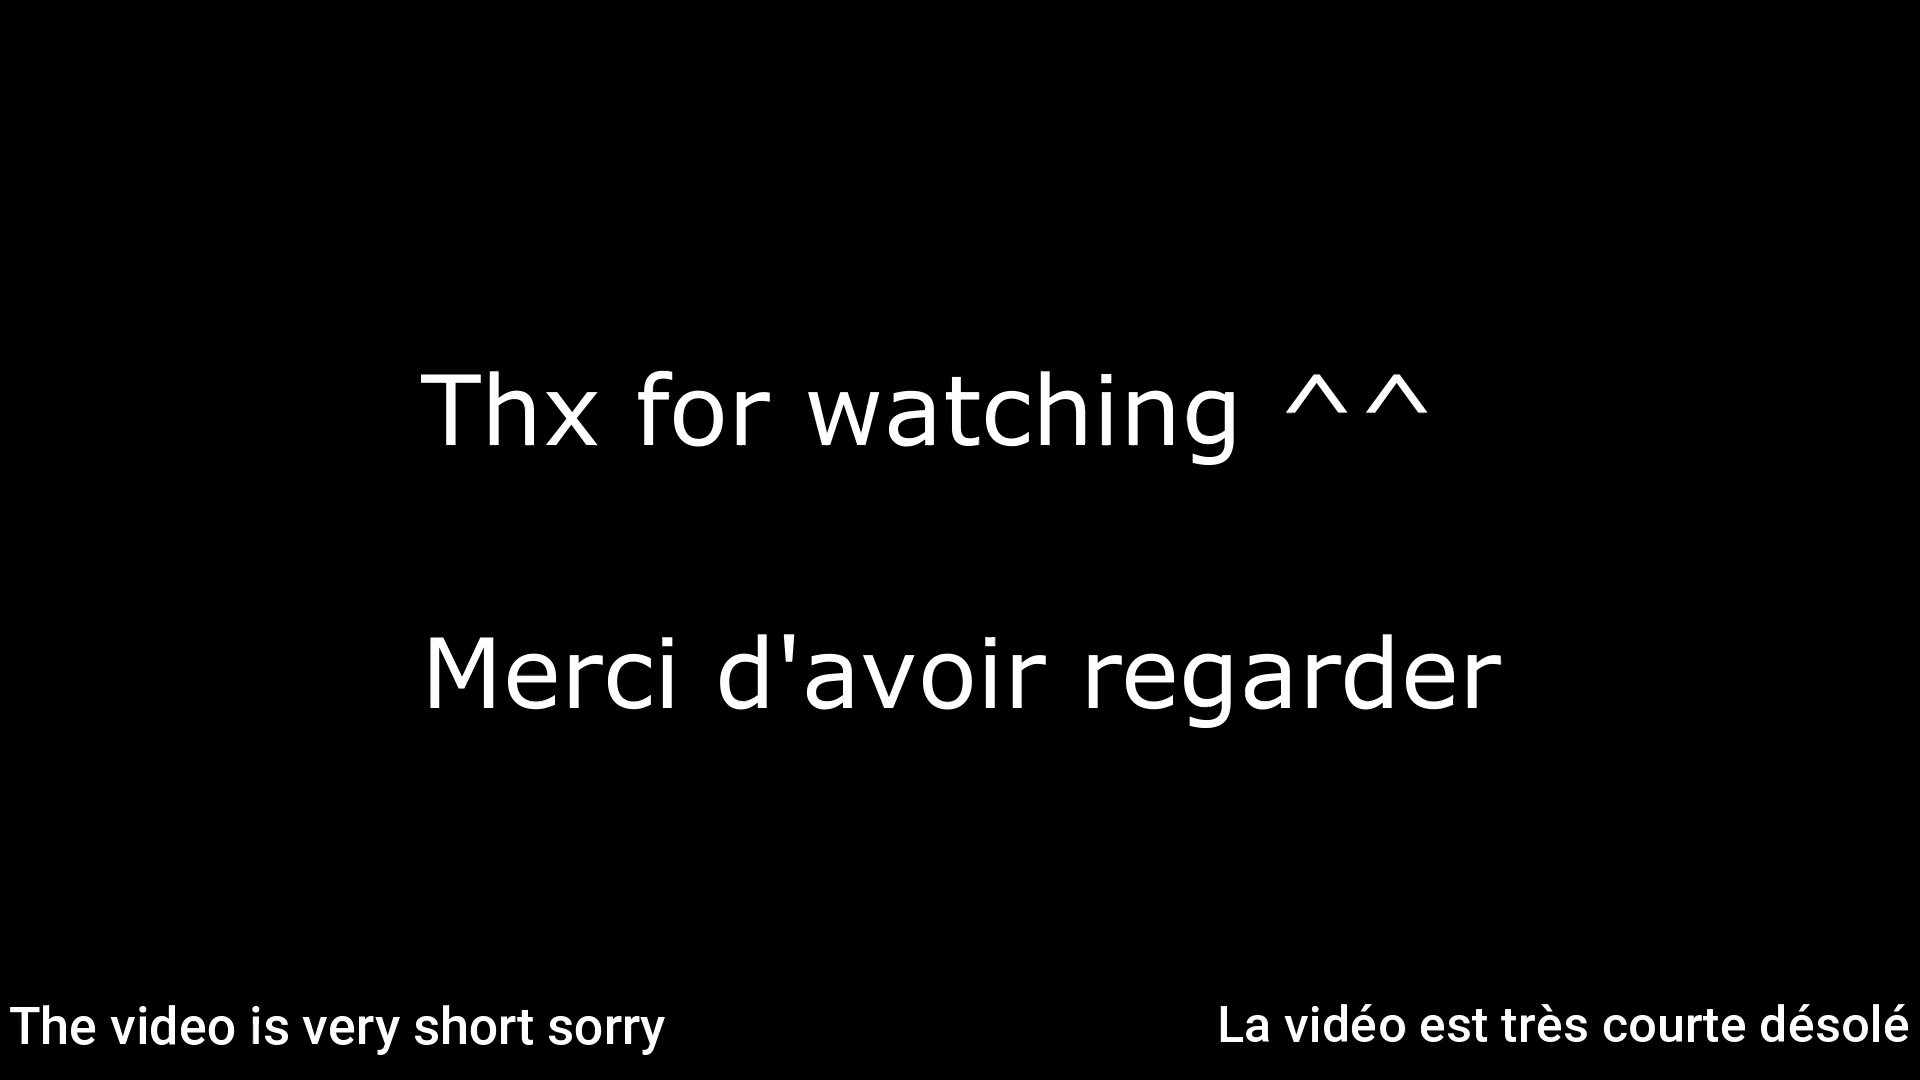 Thx for watching ^^
Merci d'avoir regarder
The video is very short sorry
La vidéo est très courte désolé